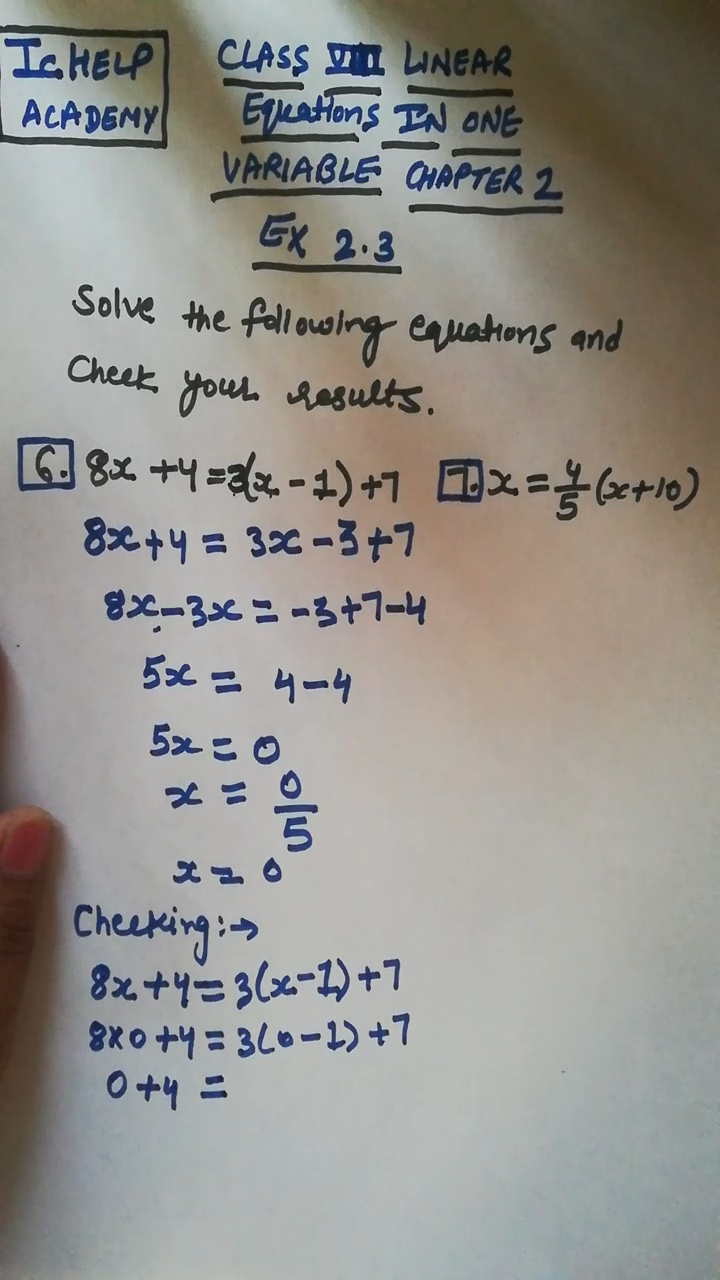 IC HELP
ACADEMY
CLASS VIII LINEAR
Equations IN ONE
VARIABLE CHAPTER 2
EX 2.3
Solve the following equations and
Check your results.
6. 8x + 4 = 3(x - 1) + 7
7. x = 4/5 (x + 10)
8x + 4 = 3x - 3 + 7
8x - 3x = -3 + 7 - 4
5x = 4 - 4
5x = 0
x = 0/5
x = 0
Checking :→
8x + 4 = 3(x - 1) + 7
8×0 + 4 = 3(0 - 1) + 7
0 + 4 =